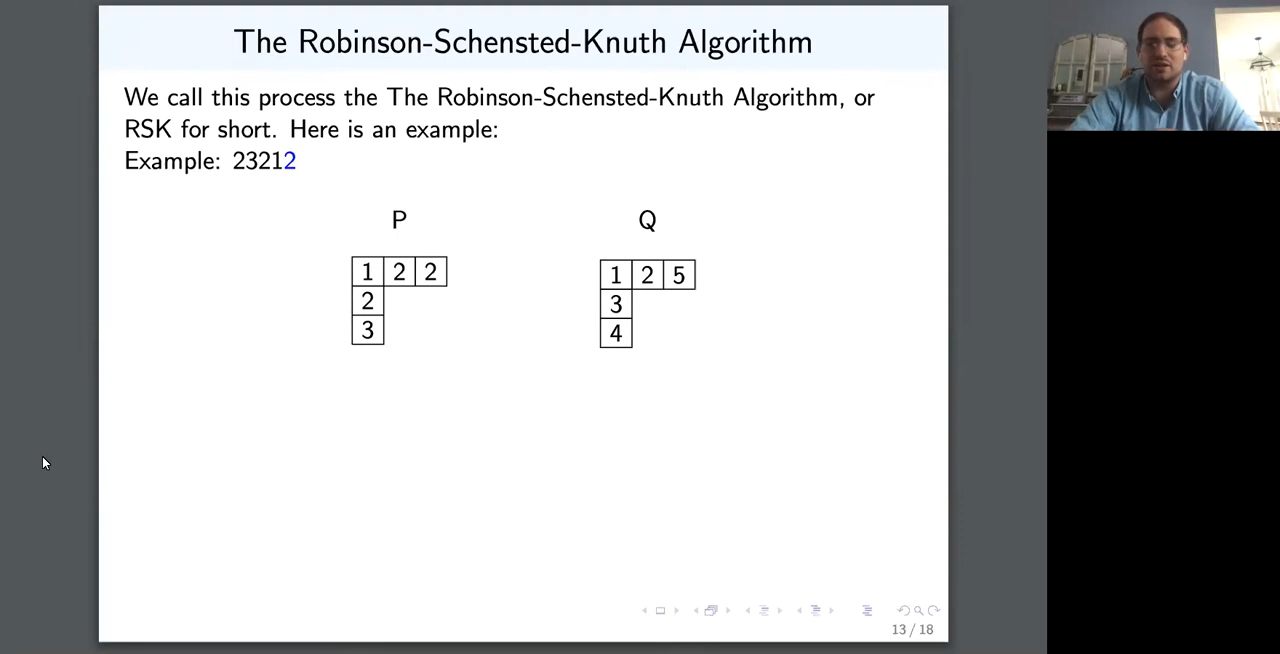 The Robinson-Schensted-Knuth Algorithm
We call this process the The Robinson-Schensted-Knuth Algorithm, or
RSK for short. Here is an example:
Example: 23212
P
1 2 2
2
3
Q
1 2 5
3
4
13 / 18